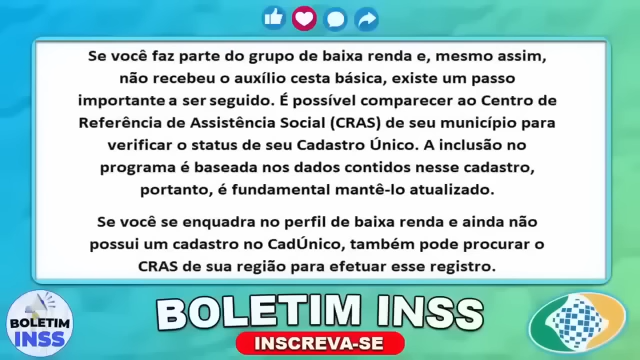 Se você faz parte do grupo de baixa renda e, mesmo assim,
não recebeu o auxílio cesta básica, existe um passo
importante a ser seguido. É possível comparecer ao Centro de
Referência de Assistência Social (CRAS) de seu município para
verificar o status de seu Cadastro Único. A inclusão no
programa é baseada nos dados contidos nesse cadastro,
portanto, é fundamental mantê-lo atualizado.
Se você se enquadra no perfil de baixa renda e ainda não
possui um cadastro no CadÚnico, também pode procurar o
CRAS de sua região para efetuar esse registro.
BOLETIM
INSS
BOLETIM INSS
INSCREVA-SE